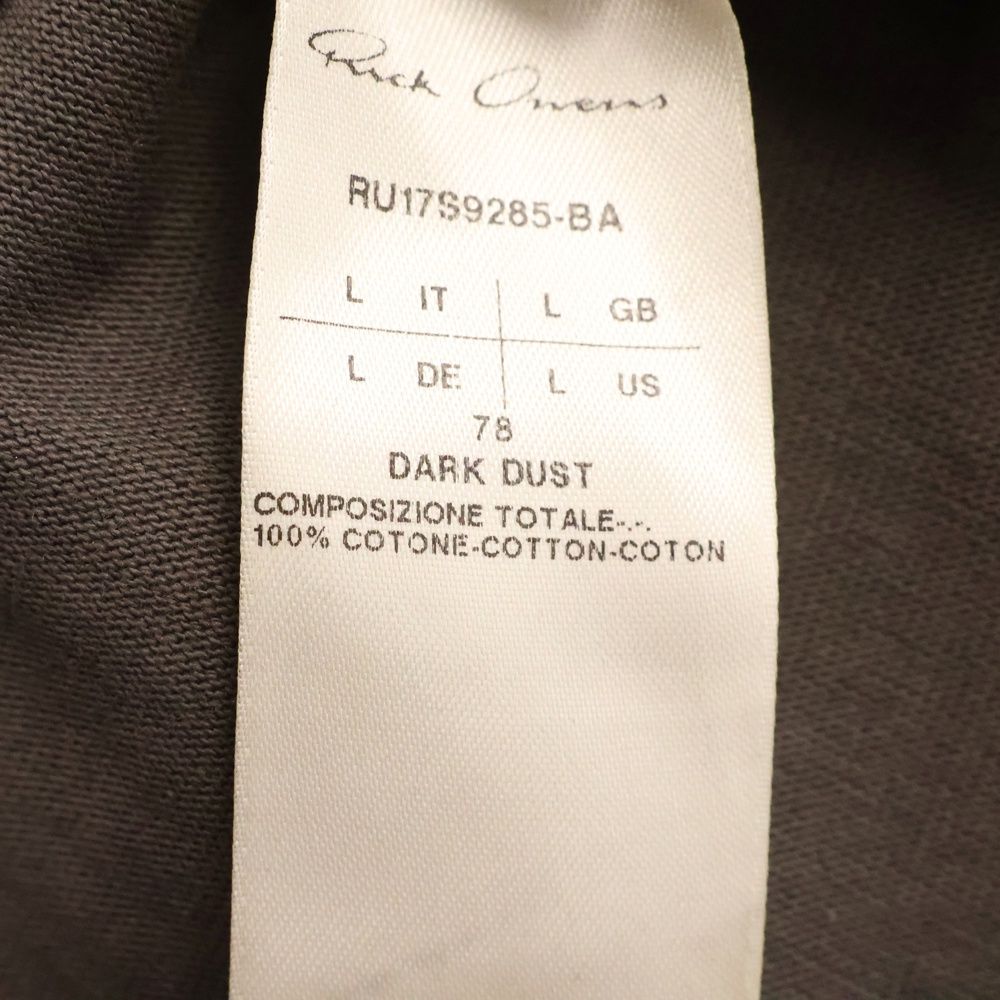 Rick Owens
RU17S9285-BA
L IT L GB
L DE L US
78
DARK DUST
COMPOSIZIONE TOTALE-.-.
100% COTONE-COTTON-COTON